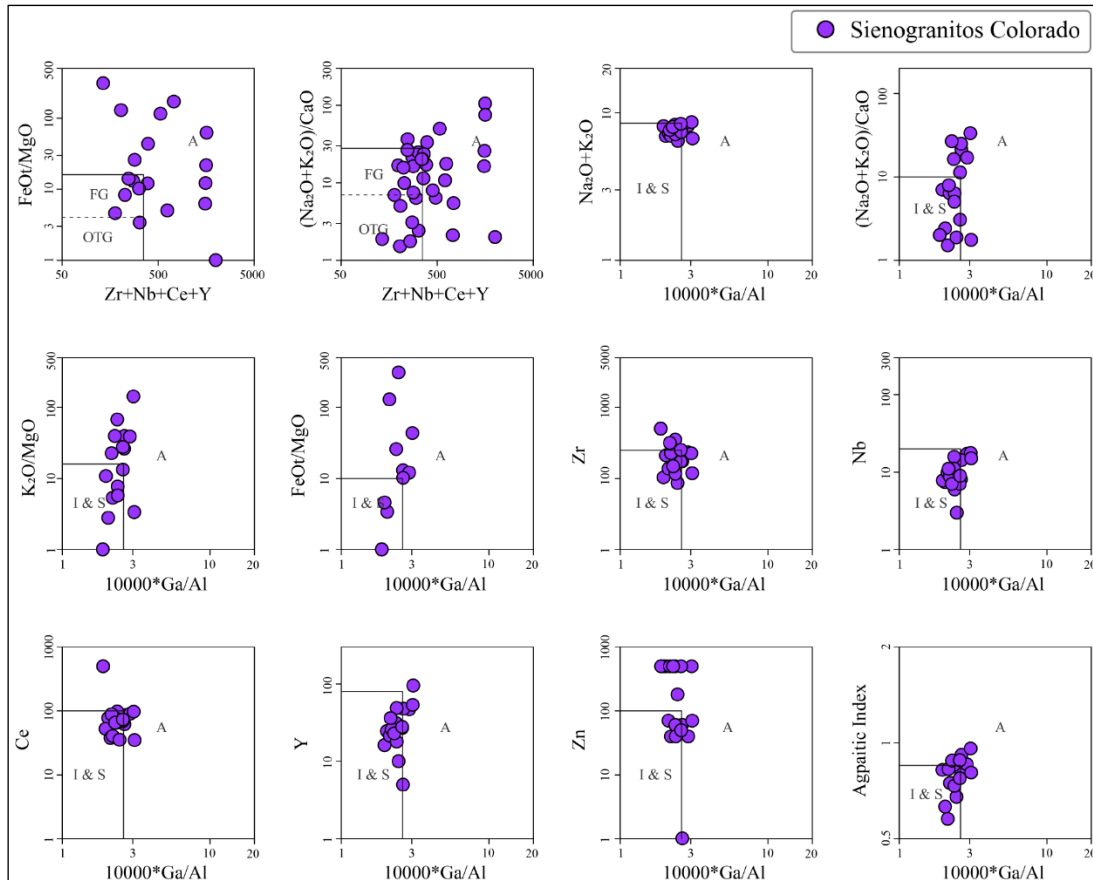 Sienogranitos Colorado
FeOt/MgO
500
100
30
10
3
1
A
FG
OTG
50 500 5000
Zr+Nb+Ce+Y
(Na₂O+K₂O)/CaO
500
100
30
10
3
1
A
FG
OTG
50 500 5000
Zr+Nb+Ce+Y
Na₂O+K₂O
20
10
3
1
A
I & S
1 3 10 20
10000*Ga/Al
(Na₂O+K₂O)/CaO
100
10
1
A
I & S
1 3 10 20
10000*Ga/Al
K₂O/MgO
500
100
10
1
A
I & S
1 3 10 20
10000*Ga/Al
FeOt/MgO
500
100
10
1
A
I & S
1 3 10 20
10000*Ga/Al
Zr
5000
1000
100
10
1
A
I & S
1 3 10 20
10000*Ga/Al
Nb
300
100
10
1
A
I & S
1 3 10 20
10000*Ga/Al
Ce
1000
100
10
1
A
I & S
1 3 10 20
10000*Ga/Al
Y
100
10
1
A
I & S
1 3 10 20
10000*Ga/Al
Zn
1000
100
10
1
A
I & S
1 3 10 20
10000*Ga/Al
Agpaitic Index
2
1
0.5
A
I & S
1 3 10 20
10000*Ga/Al